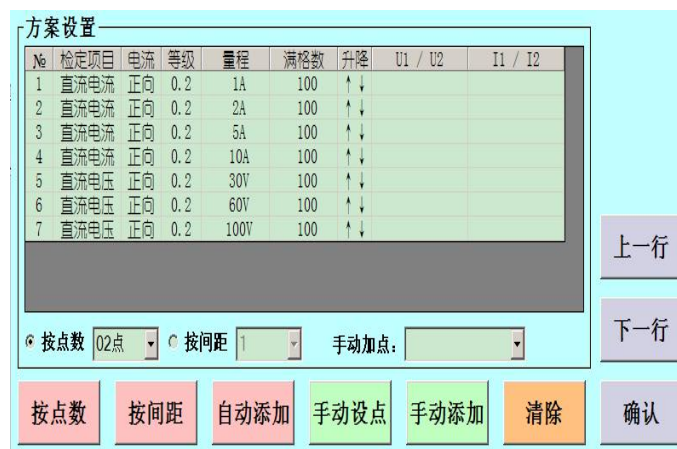 方案设置
№ 检定项目 电流 等级 量程 满格数 升降 U1 / U2 I1 / I2
1 直流电流 正向 0.2 1A 100 ↑↓
2 直流电流 正向 0.2 2A 100 ↑↓
3 直流电流 正向 0.2 5A 100 ↑↓
4 直流电流 正向 0.2 10A 100 ↑↓
5 直流电压 正向 0.2 30V 100 ↑↓
6 直流电压 正向 0.2 60V 100 ↑↓
7 直流电压 正向 0.2 100V 100 ↑↓
上一行
按点数 02点 按间距 1 手动加点：
下一行
按点数 按间距 自动添加 手动设点 手动添加 清除 确认